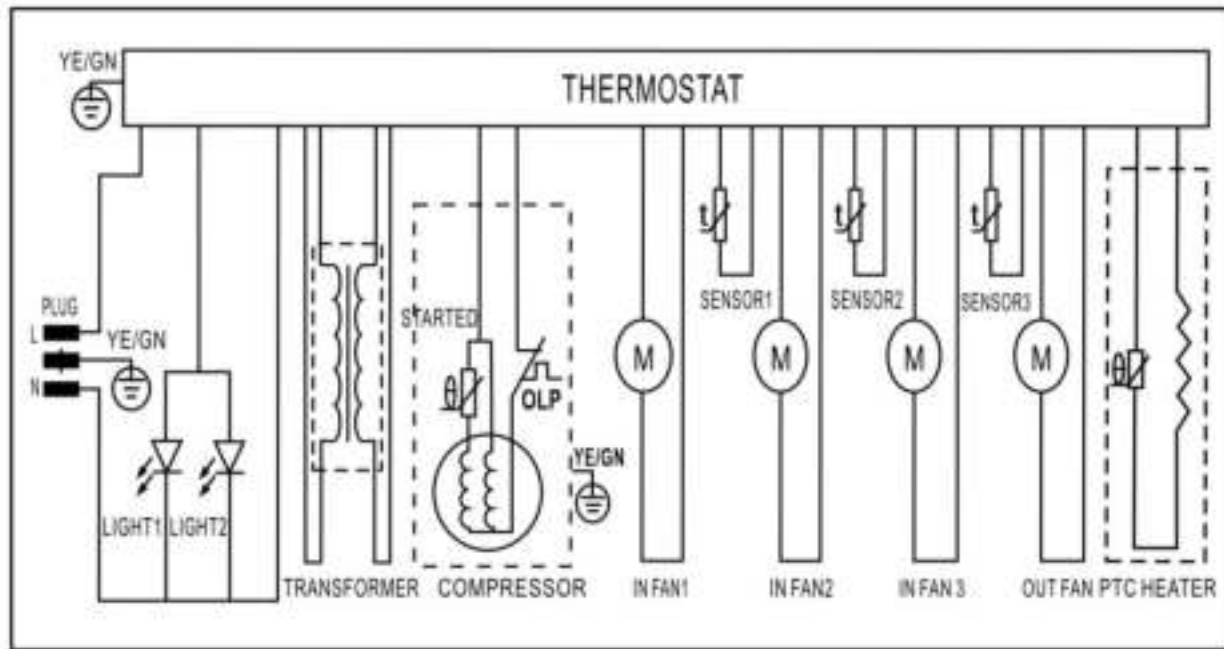 YE/GN
THERMOSTAT
PLUG
L
YE/GN
N
STARTED
θ
OLP
YE/GN
t
SENSOR1
t
SENSOR2
t
SENSOR3
M
M
M
M
θ
LIGHT1 LIGHT2
TRANSFORMER COMPRESSOR IN FAN1 IN FAN2 IN FAN 3 OUT FAN PTC HEATER